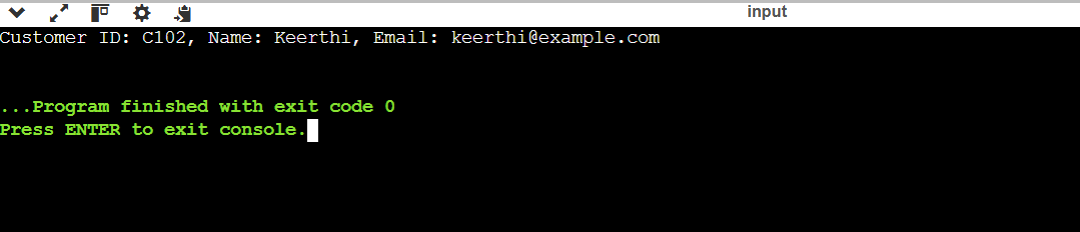 input
Customer ID: C102, Name: Keerthi, Email: keerthi@example.com
...Program finished with exit code 0
Press ENTER to exit console.